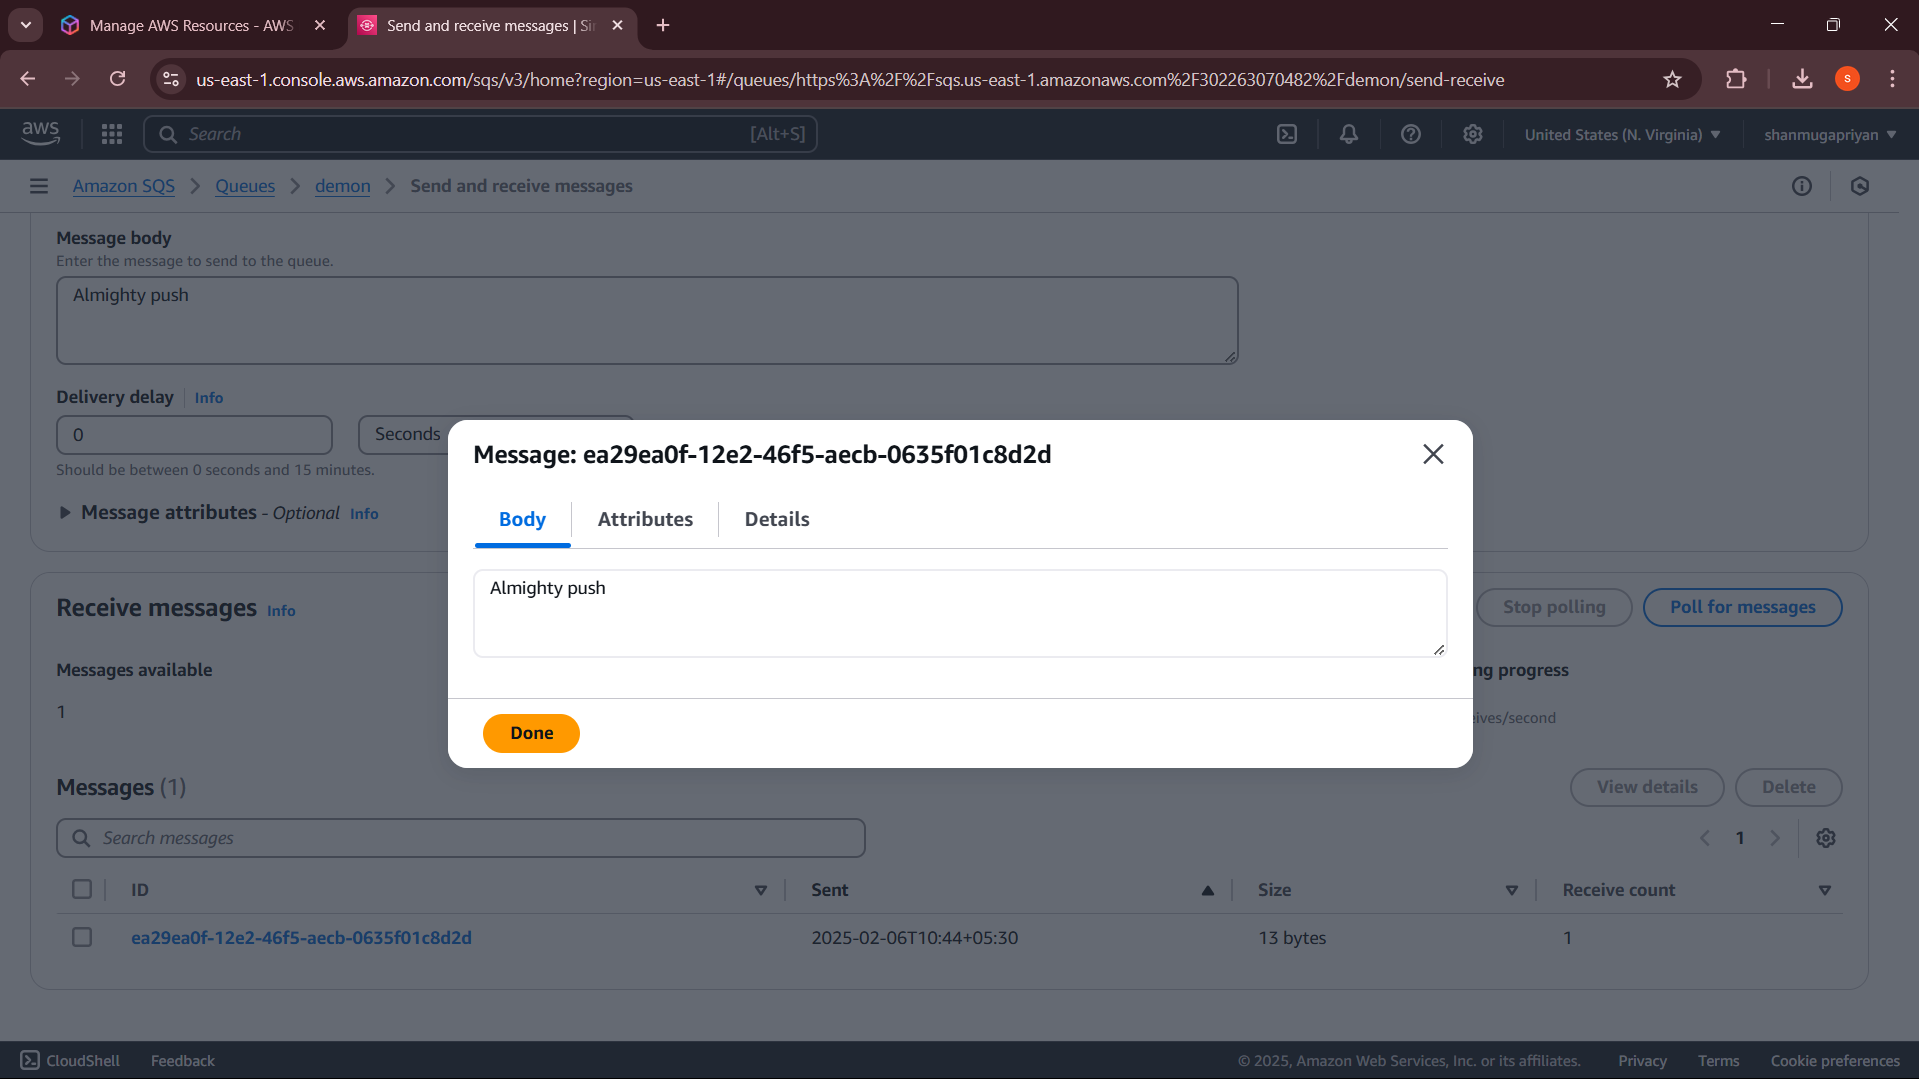 Manage AWS Resources - AWS
Send and receive messages | Si
us-east-1.console.aws.amazon.com/sqs/v3/home?region=us-east-1#/queues/https%3A%2F%2Fsqs.us-east-1.amazonaws.com%2F302263070482%2Fdemon/send-receive
S
aws
Search
[Alt+S]
United States (N. Virginia)
shanmugapriyan
Amazon SQS
Queues
demon
Send and receive messages
Message body
Enter the message to send to the queue.
Almighty push
Delivery delay
Info
0
Seconds
Should be between 0 seconds and 15 minutes.
Message attributes - Optional Info
Message: ea29ea0f-12e2-46f5-aecb-0635f01c8d2d
Body
Attributes
Details
Almighty push
Done
Receive messages Info
Stop polling
Poll for messages
Messages available
1
ng progress
eives/second
Messages (1)
View details
Delete
Search messages
1
ID
Sent
Size
Receive count
ea29ea0f-12e2-46f5-aecb-0635f01c8d2d
2025-02-06T10:44+05:30
13 bytes
1
CloudShell
Feedback
© 2025, Amazon Web Services, Inc. or its affiliates.
Privacy
Terms
Cookie preferences